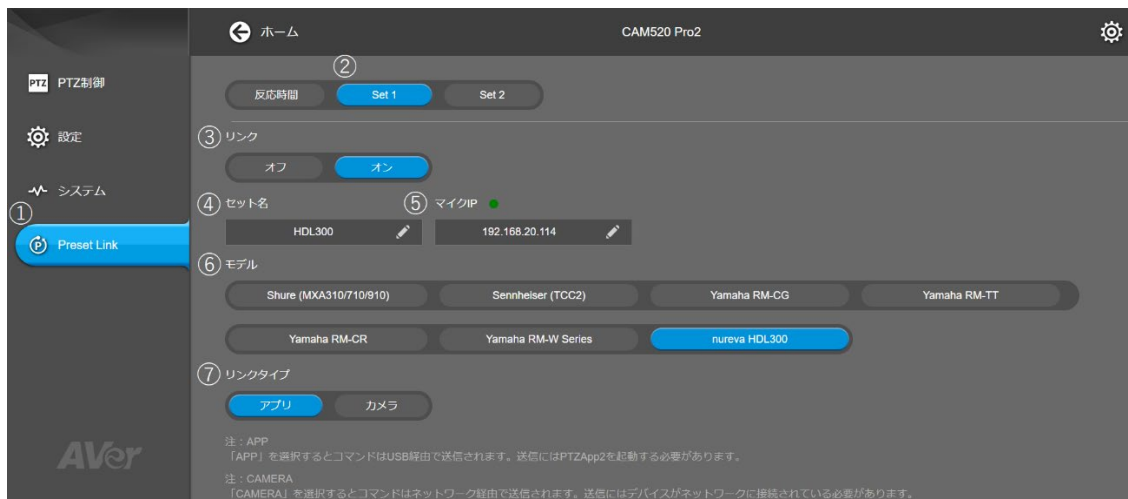 ホーム
CAM520 Pro2
PTZ PTZ制御
設定
システム
①
Preset Link
②
反応時間 Set 1 Set 2
③ リンク
オフ オン
④ セット名 ⑤ マイクIP
HDL300 192.168.20.114
⑥ モデル
Shure (MXA310/710/910) Sennheiser (TCC2) Yamaha RM-CG Yamaha RM-TT
Yamaha RM-CR Yamaha RM-W Series nureva HDL300
⑦ リンクタイプ
アプリ カメラ
注：APP
「APP」を選択するとコマンドはUSB経由で送信されます。送信にはPTZApp2を起動する必要があります。
注：CAMERA
「CAMERA」を選択するとコマンドはネットワーク経由で送信されます。送信にはデバイスがネットワークに接続されている必要があります。
AVer